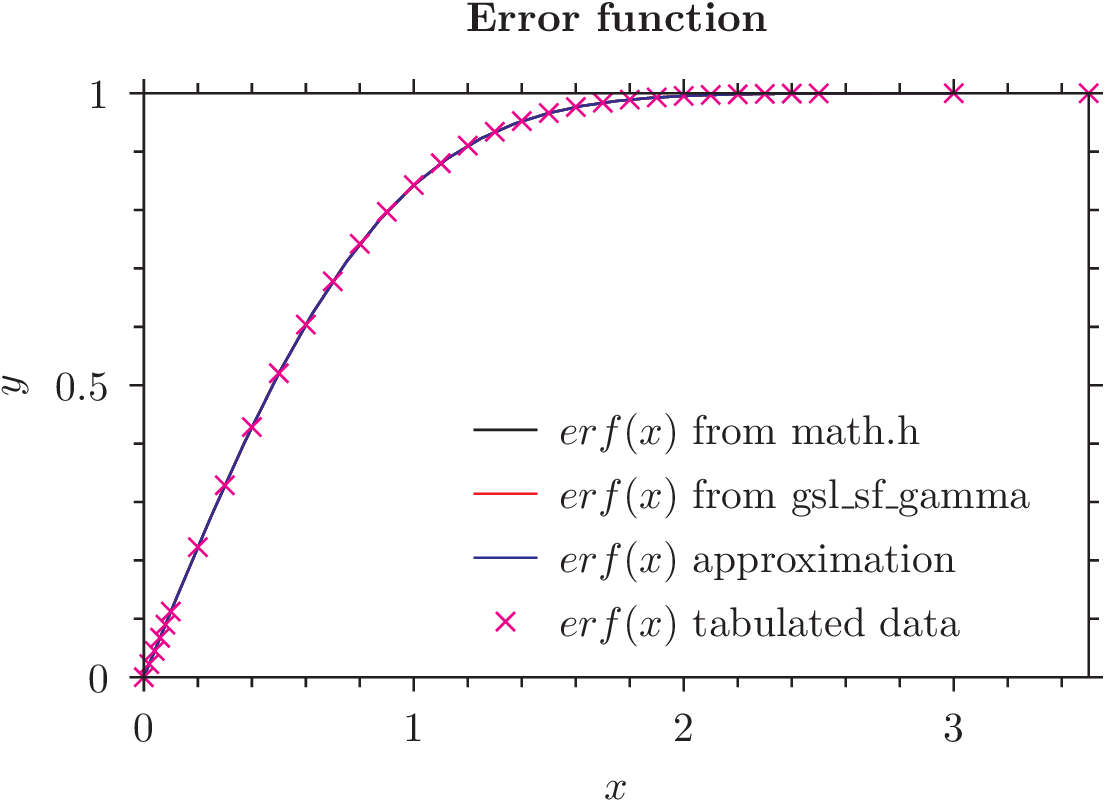 Error function
1
0.5
0
y
erf(x) from math.h
erf(x) from gsl_sf_gamma
erf(x) approximation
erf(x) tabulated data
0 1 2 3
x